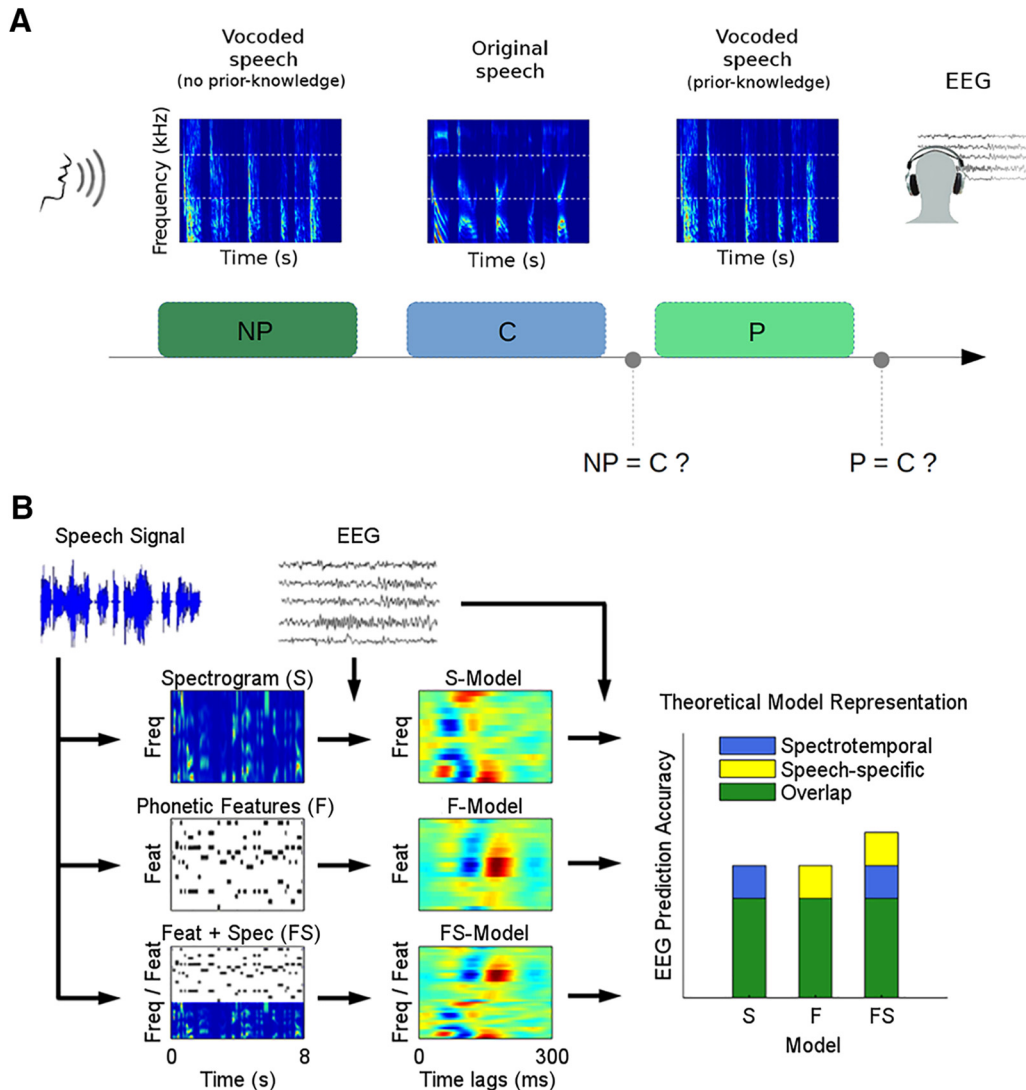 A
Vocoded
speech
(no prior-knowledge)
Original
speech
Vocoded
speech
(prior-knowledge)
EEG
Frequency (kHz)
Time (s)
Time (s)
Time (s)
NP
C
P
NP = C ?
P = C ?
B
Speech Signal
EEG
Spectrogram (S)
Freq
S-Model
Freq
Phonetic Features (F)
Feat
F-Model
Feat
Feat + Spec (FS)
Freq / Feat
0
8
Time (s)
FS-Model
Freq / Feat
0
300
Time lags (ms)
Theoretical Model Representation
EEG Prediction Accuracy
Spectrotemporal
Speech-specific
Overlap
S
F
FS
Model